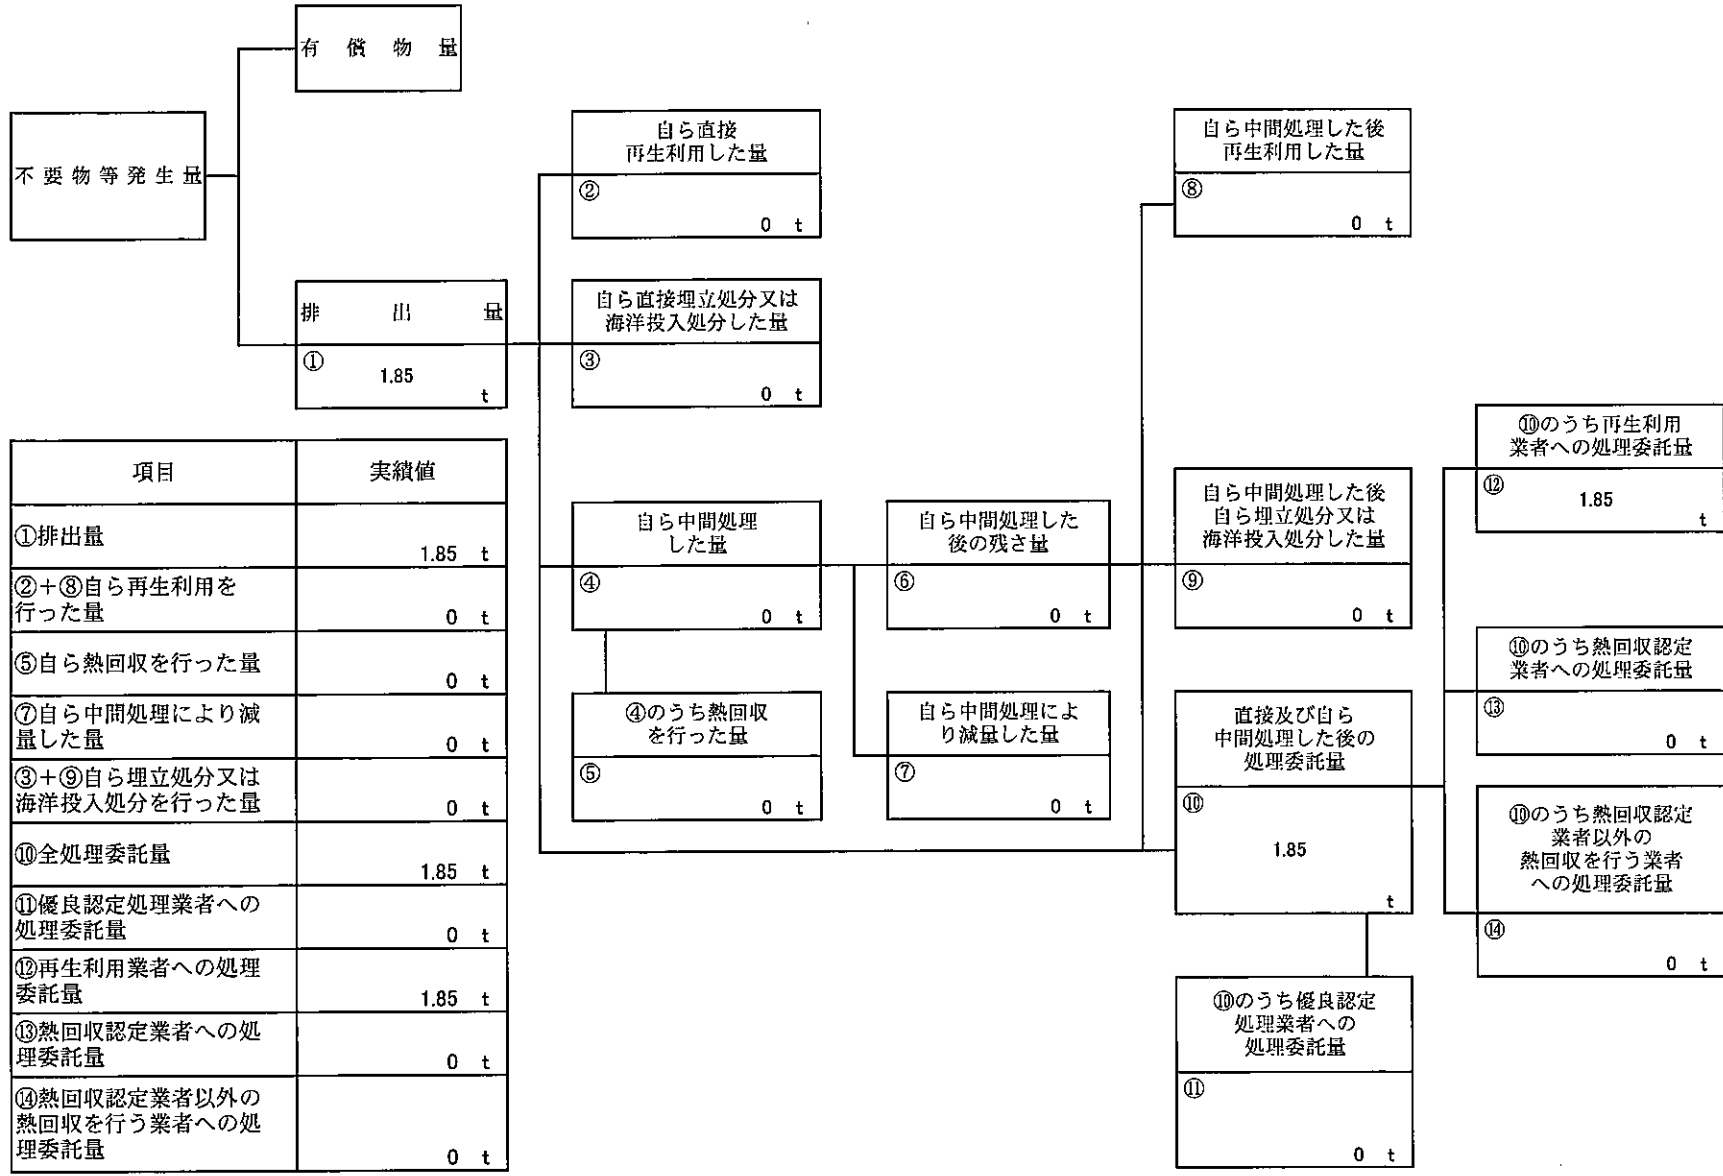 有償物量
不要物等発生量
排出量
① 1.85
t
自ら直接
再生利用した量
②
0 t
自ら直接埋立処分又は
海洋投入処分した量
③
0 t
自ら中間処理
した量
④
0 t
④のうち熱回収
を行った量
⑤
0 t
自ら中間処理した
後の残さ量
⑥
0 t
自ら中間処理によ
り減量した量
⑦
0 t
自ら中間処理した後
再生利用した量
⑧
0 t
自ら中間処理した後
自ら埋立処分又は
海洋投入処分した量
⑨
0 t
直接及び自ら
中間処理した後の
処理委託量
⑩
1.85
t
⑩のうち優良認定
処理業者への
処理委託量
⑪
0 t
⑩のうち再生利用
業者への処理委託量
⑫ 1.85
t
⑩のうち熱回収認定
業者への処理委託量
⑬
0 t
⑩のうち熱回収認定
業者以外の
熱回収を行う業者
への処理委託量
⑭
0 t
項目 実績値
①排出量
1.85 t
②+⑧自ら再生利用を
行った量
0 t
⑤自ら熱回収を行った量
0 t
⑦自ら中間処理により減
量した量
0 t
③+⑨自ら埋立処分又は
海洋投入処分を行った量
0 t
⑩全処理委託量
1.85 t
⑪優良認定処理業者への
処理委託量
0 t
⑫再生利用業者への処理
委託量
1.85 t
⑬熱回収認定業者への処
理委託量
0 t
⑭熱回収認定業者以外の
熱回収を行う業者への処
理委託量
0 t